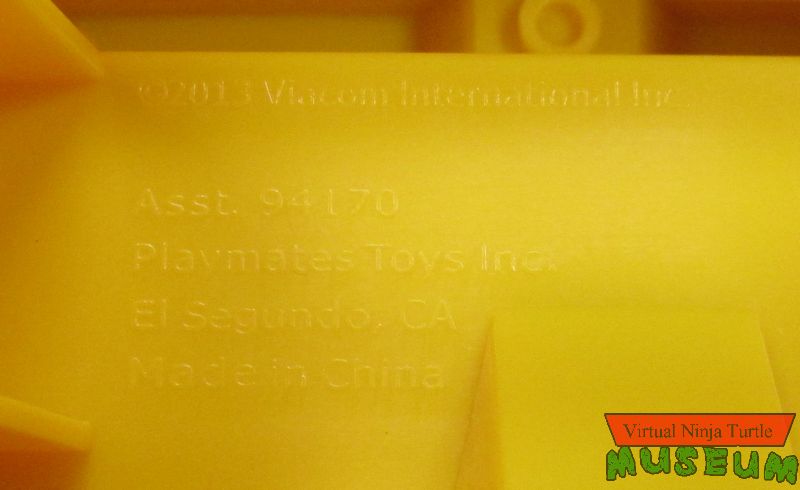 ©2013 Viacom International Inc.
Asst. 94170
Playmates Toys Inc.
El Segundo, CA
Made in China
Virtual Ninja Turtle
MUSEUM